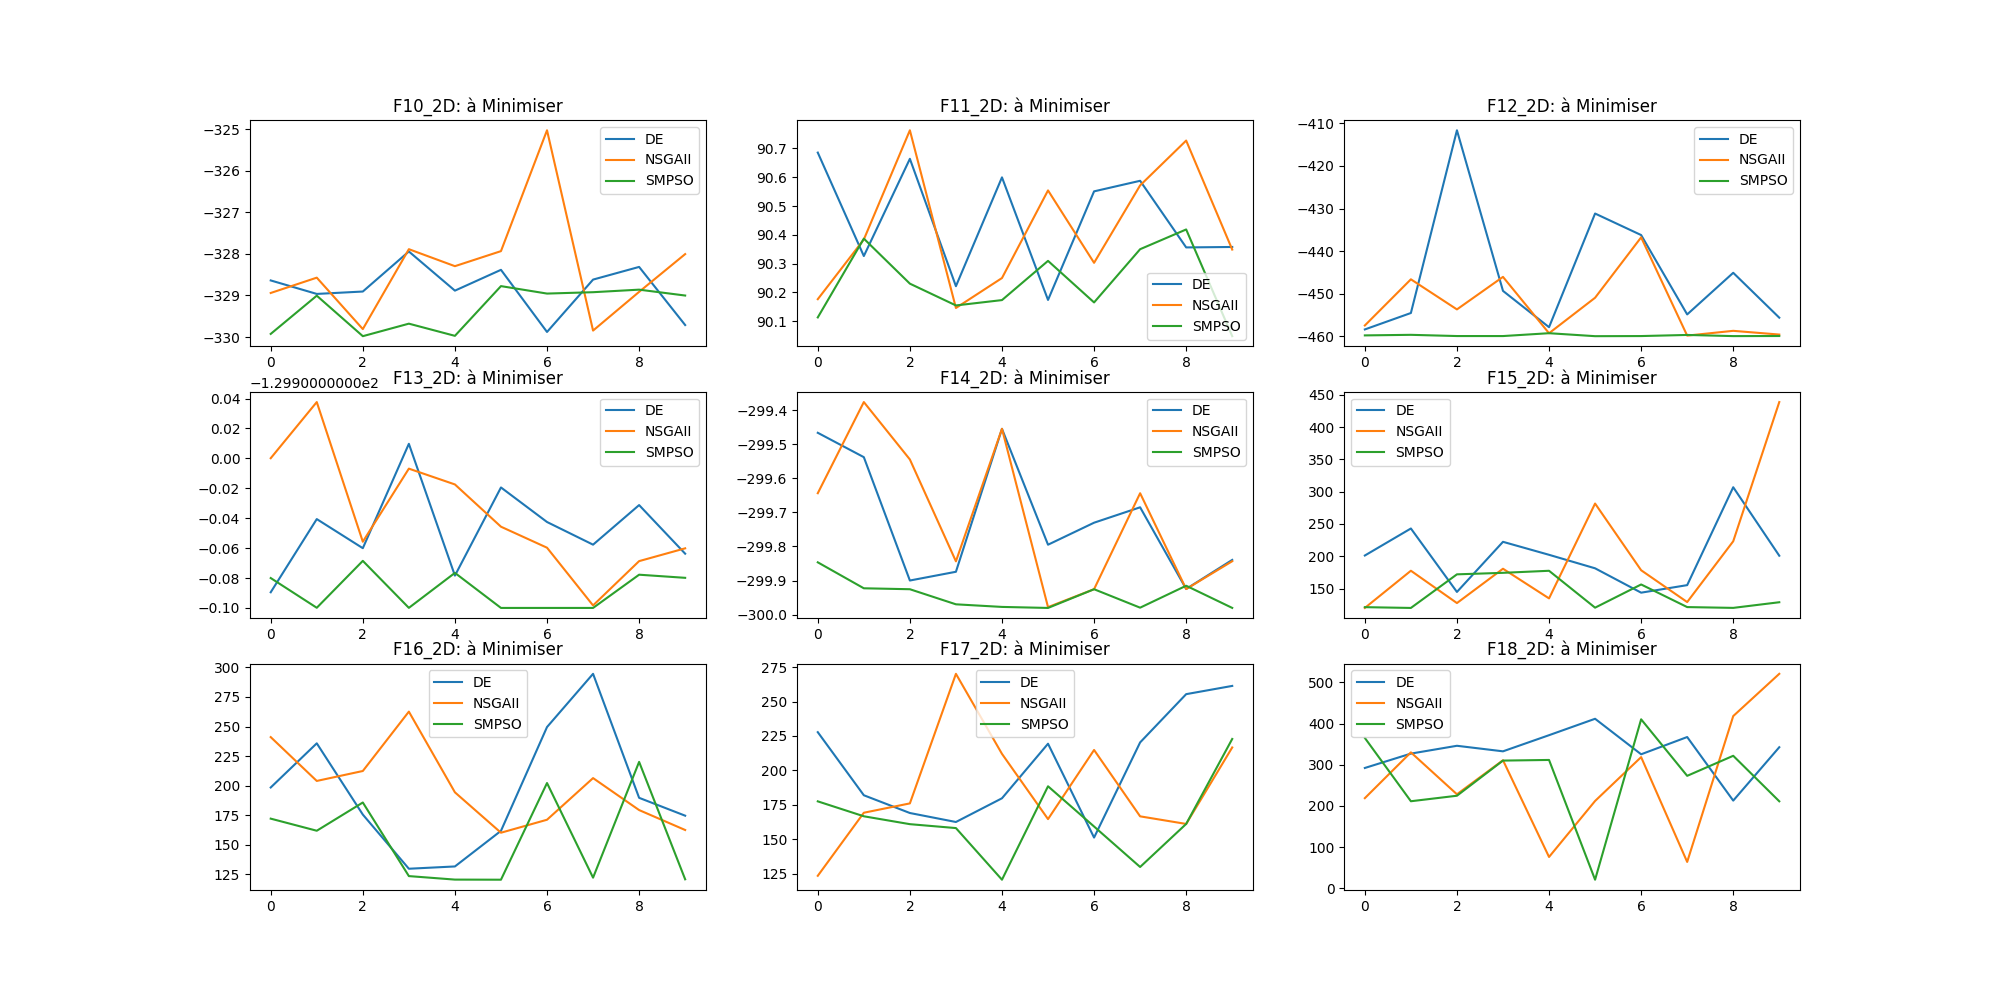 F10_2D: à Minimiser
−325
−326
−327
−328
−329
−330
0 2 4 6 8
DE
NSGAII
SMPSO
F11_2D: à Minimiser
90.7
90.6
90.5
90.4
90.3
90.2
90.1
0 2 4 6 8
DE
NSGAII
SMPSO
F12_2D: à Minimiser
−410
−420
−430
−440
−450
−460
0 2 4 6 8
DE
NSGAII
SMPSO
−1.2990000000e2
F13_2D: à Minimiser
0.04
0.02
0.00
−0.02
−0.04
−0.06
−0.08
−0.10
0 2 4 6 8
DE
NSGAII
SMPSO
F14_2D: à Minimiser
−299.4
−299.5
−299.6
−299.7
−299.8
−299.9
−300.0
0 2 4 6 8
DE
NSGAII
SMPSO
F15_2D: à Minimiser
450
400
350
300
250
200
150
0 2 4 6 8
DE
NSGAII
SMPSO
F16_2D: à Minimiser
300
275
250
225
200
175
150
125
0 2 4 6 8
DE
NSGAII
SMPSO
F17_2D: à Minimiser
275
250
225
200
175
150
125
0 2 4 6 8
DE
NSGAII
SMPSO
F18_2D: à Minimiser
500
400
300
200
100
0
0 2 4 6 8
DE
NSGAII
SMPSO